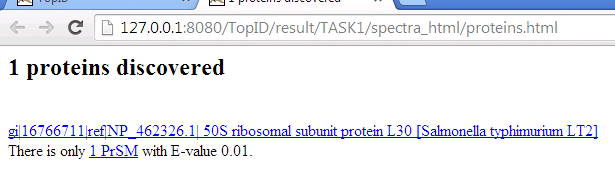 TopID
1 proteins discovered
127.0.0.1:8080/TopID/result/TASK1/spectra_html/proteins.html
1 proteins discovered
gi|16766711|ref|NP_462326.1| 50S ribosomal subunit protein L30 [Salmonella typhimurium LT2]
There is only 1 PrSM with E-value 0.01.